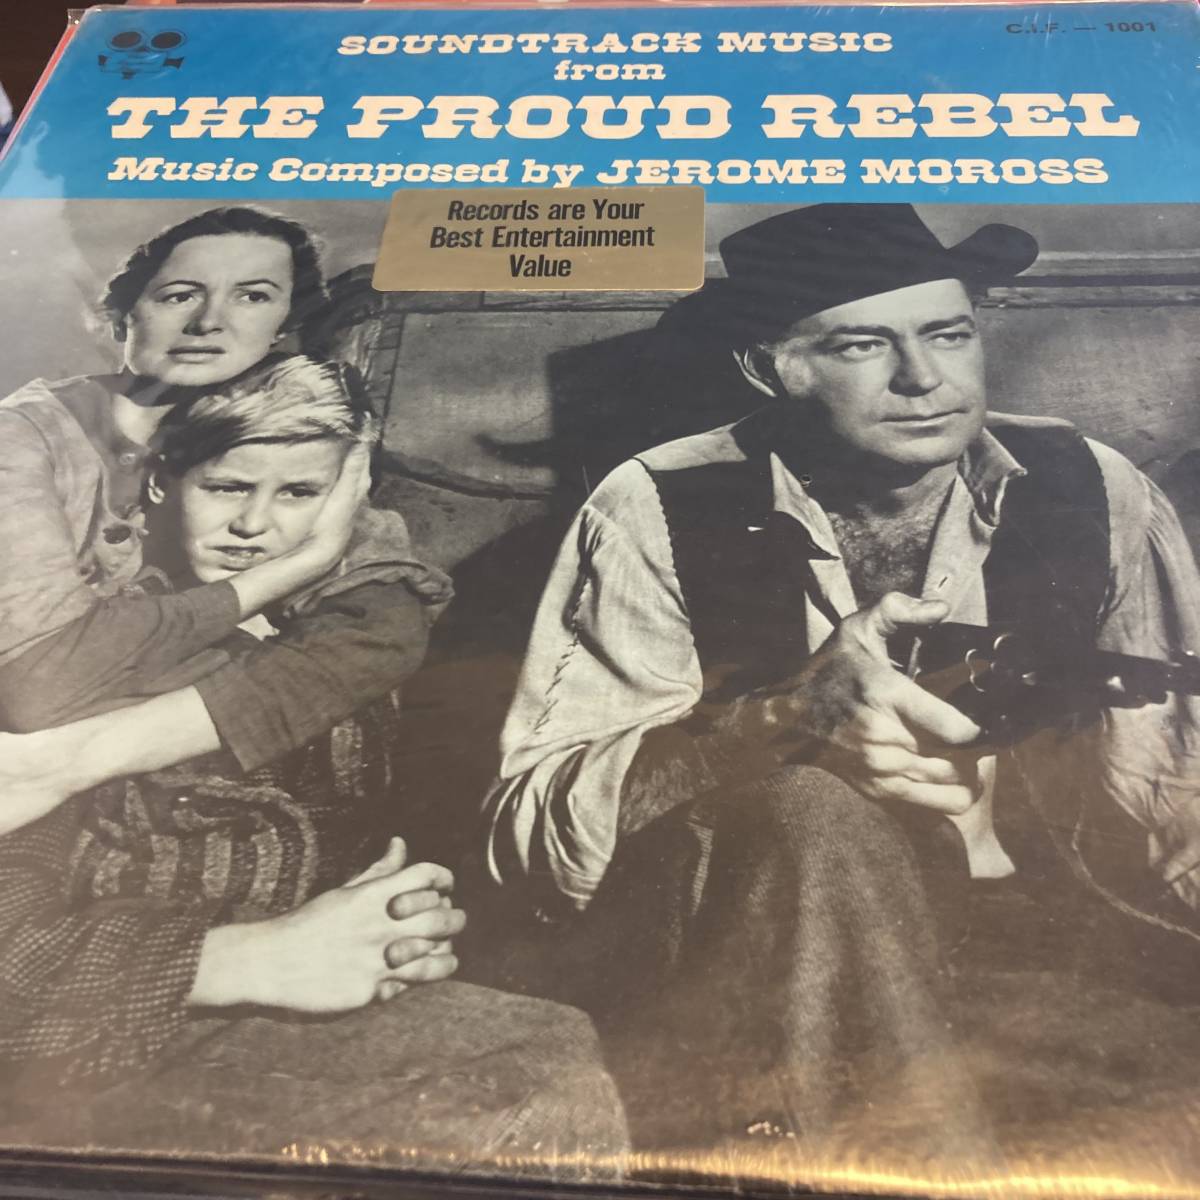 C.I.F. — 1001
SOUNDTRACK MUSIC
from
THE PROUD REBEL
Music Composed by JEROME MOROSS
Records are Your
Best Entertainment
Value